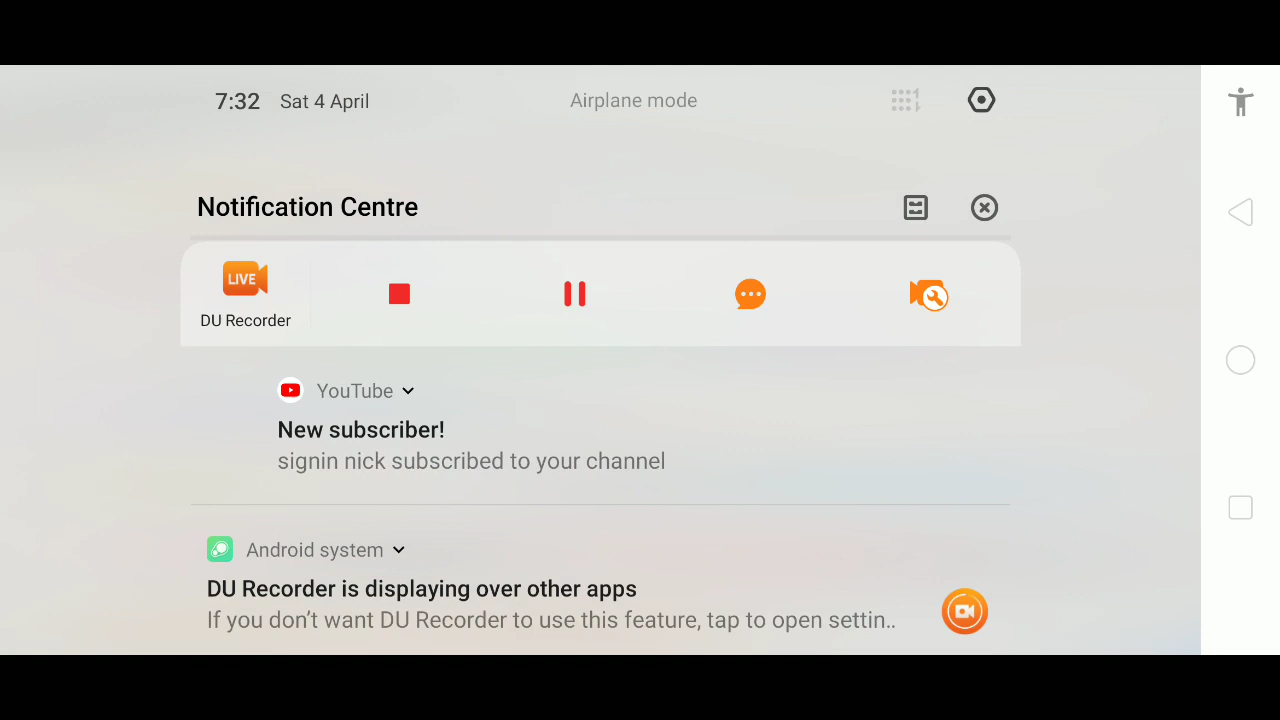 7:32 Sat 4 April Airplane mode
Notification Centre
LIVE
DU Recorder
YouTube
New subscriber!
signin nick subscribed to your channel
Android system
DU Recorder is displaying over other apps
If you don’t want DU Recorder to use this feature, tap to open settin..